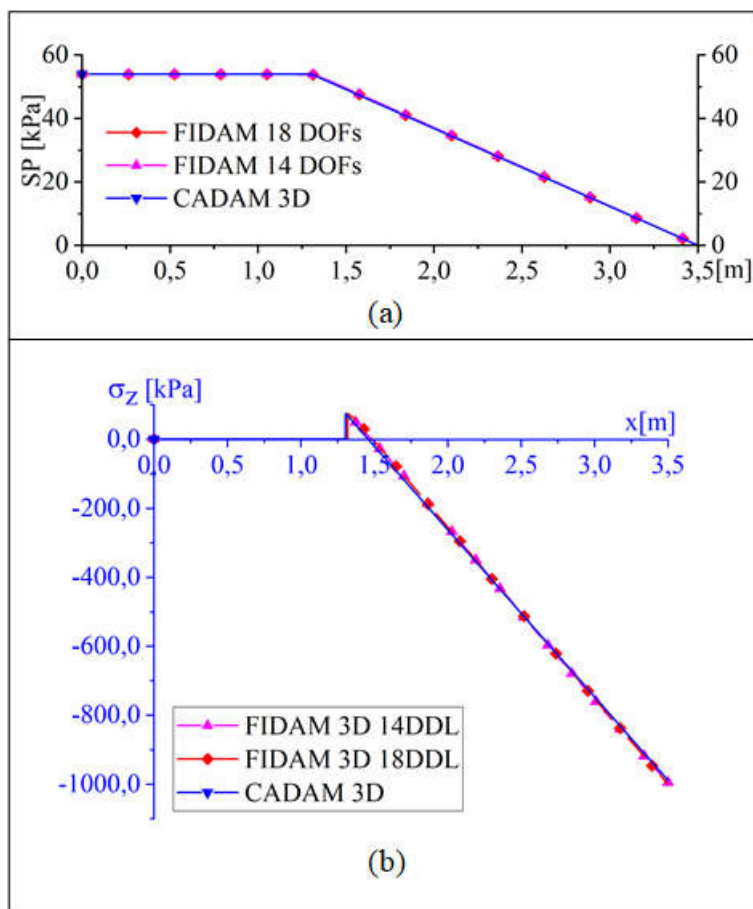 60
60
40
40
20
20
0
0
SP [kPa]
FIDAM 18 DOFs
FIDAM 14 DOFs
CADAM 3D
0,0 0,5 1,0 1,5 2,0 2,5 3,0 3,5[m]
(a)
σz [kPa]
x[m]
0,0
0,0 0,5 1,0 1,5 2,0 2,5 3,0 3,5
-200,0
-400,0
-600,0
-800,0
-1000,0
FIDAM 3D 14DDL
FIDAM 3D 18DDL
CADAM 3D
(b)